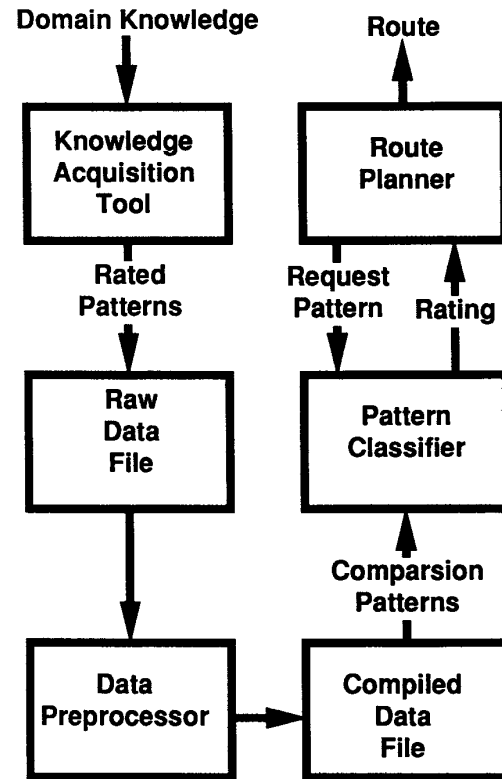 Domain Knowledge
Knowledge
Acquisition
Tool
Rated
Patterns
Raw
Data
File
Data
Preprocessor
Compiled
Data
File
Comparsion
Patterns
Pattern
Classifier
Request
Pattern
Rating
Route
Planner
Route